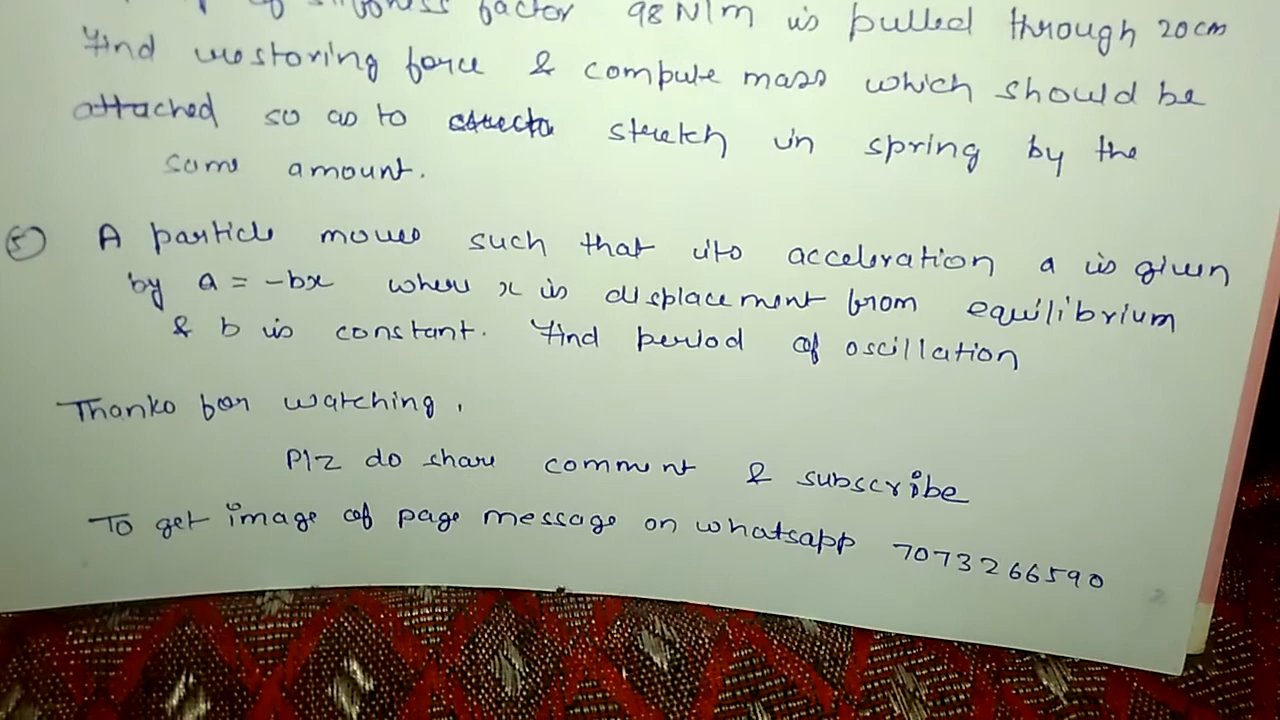 factor 98 N/m is pulled through 20cm
find restoring force & compute mass which should be
attached so as to stretch in spring by the
same amount.
5 A particle moves such that its acceleration a is given
by a = -bx where x is displacement from equilibrium
& b is constant. find period of oscillation
Thanks for watching,
Plz do share comment & subscribe
To get image of page message on whatsapp 7073266590